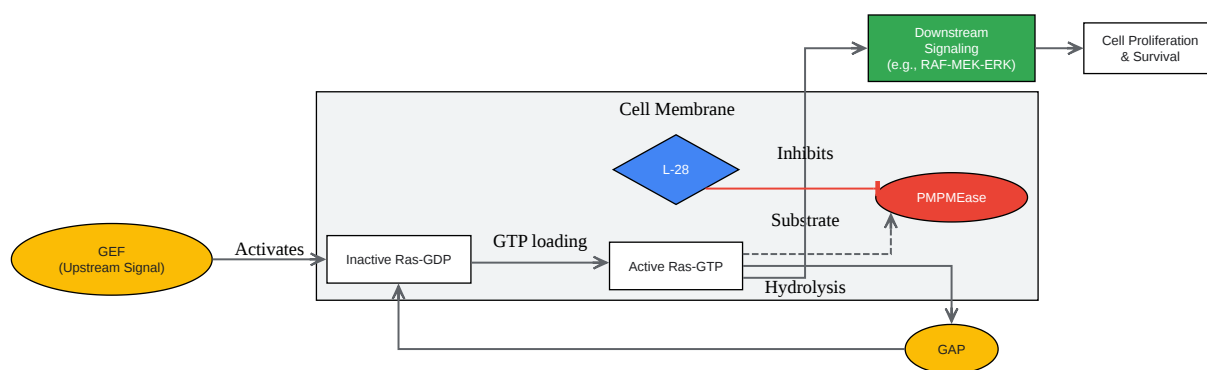 Downstream
Signaling
(e.g., RAF-MEK-ERK)
Cell Proliferation
& Survival
Cell Membrane
L-28
Inhibits
PMPMEase
Substrate
GEF
(Upstream Signal)
Activates
Inactive Ras-GDP
GTP loading
Active Ras-GTP
Hydrolysis
GAP